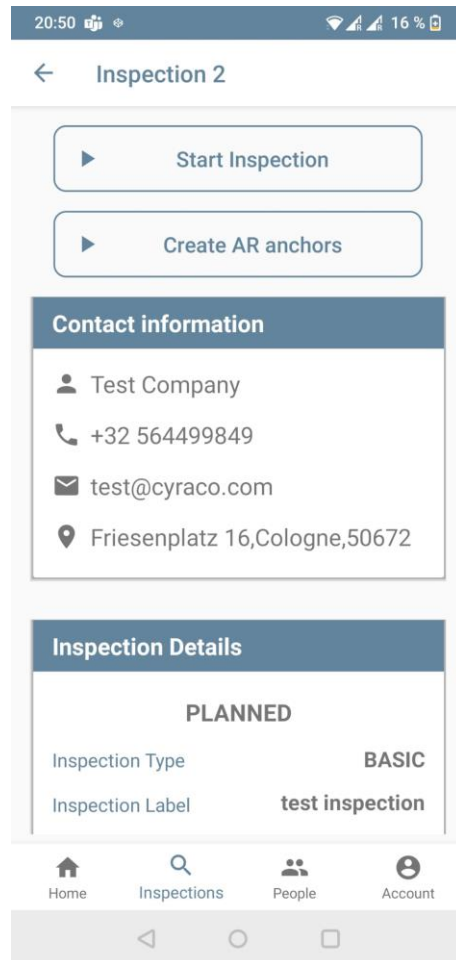 20:50 16 %
Inspection 2
Start Inspection
Create AR anchors
Contact information
Test Company
+32 564499849
test@cyraco.com
Friesenplatz 16,Cologne,50672
Inspection Details
PLANNED
Inspection Type BASIC
Inspection Label test inspection
Home Inspections People Account